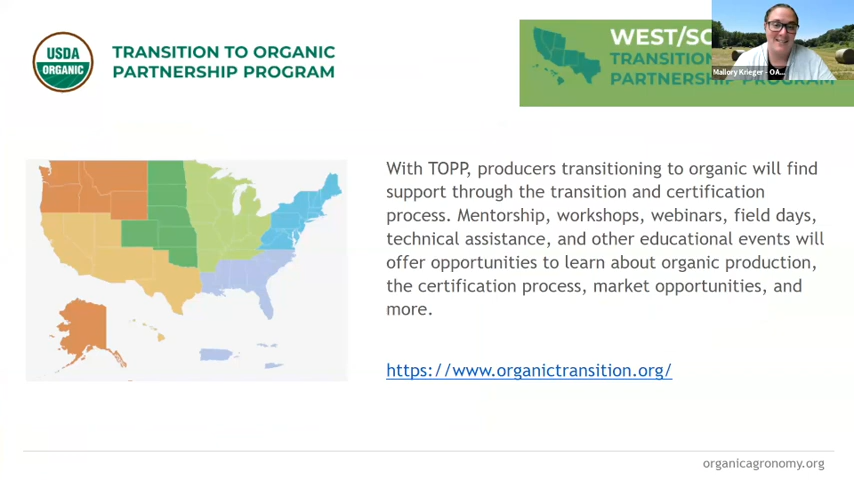 USDA
ORGANIC
TRANSITION TO ORGANIC
PARTNERSHIP PROGRAM
WEST/SO
TRANSITION
PARTNERSHIP PROGRAM
Mallory Krieger - OA...
With TOPP, producers transitioning to organic will find
support through the transition and certification
process. Mentorship, workshops, webinars, field days,
technical assistance, and other educational events will
offer opportunities to learn about organic production,
the certification process, market opportunities, and
more.
https://www.organictransition.org/
organicagronomy.org